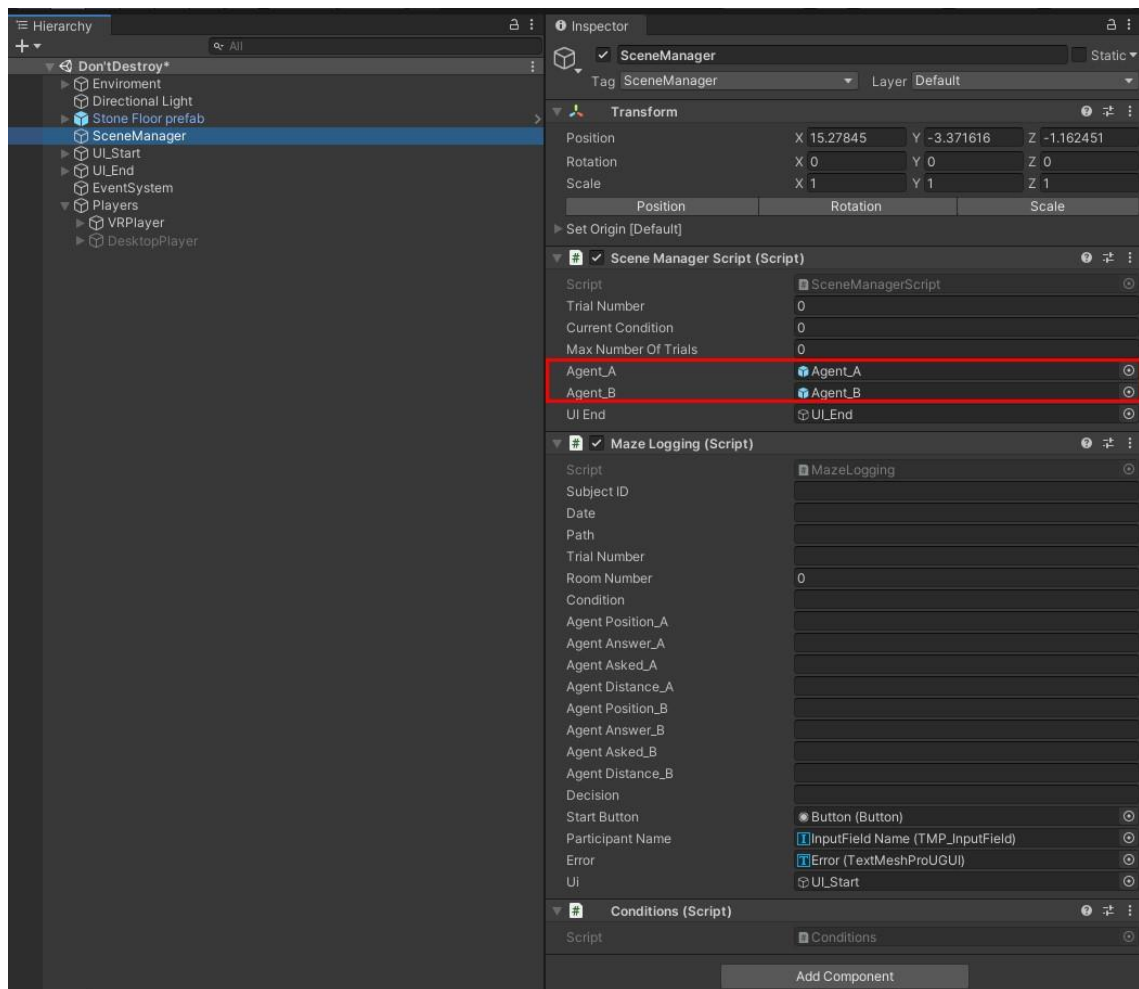 Hierarchy
All
Don'tDestroy*
Enviroment
Directional Light
Stone Floor prefab
SceneManager
UI_Start
UI_End
EventSystem
Players
VRPlayer
DesktopPlayer
Inspector
SceneManager Static
Tag SceneManager Layer Default
Transform
Position X 15.27845 Y -3.371616 Z -1.162451
Rotation X 0 Y 0 Z 0
Scale X 1 Y 1 Z 1
Position Rotation Scale
Set Origin [Default]
# Scene Manager Script (Script)
Script SceneManagerScript
Trial Number 0
Current Condition 0
Max Number Of Trials 0
Agent_A Agent_A
Agent_B Agent_B
UI End UI_End
# Maze Logging (Script)
Script MazeLogging
Subject ID
Date
Path
Trial Number
Room Number 0
Condition
Agent Position_A
Agent Answer_A
Agent Asked_A
Agent Distance_A
Agent Position_B
Agent Answer_B
Agent Asked_B
Agent Distance_B
Decision
Start Button Button (Button)
Participant Name InputField Name (TMP_InputField)
Error Error (TextMeshProUGUI)
Ui UI_Start
# Conditions (Script)
Script Conditions
Add Component